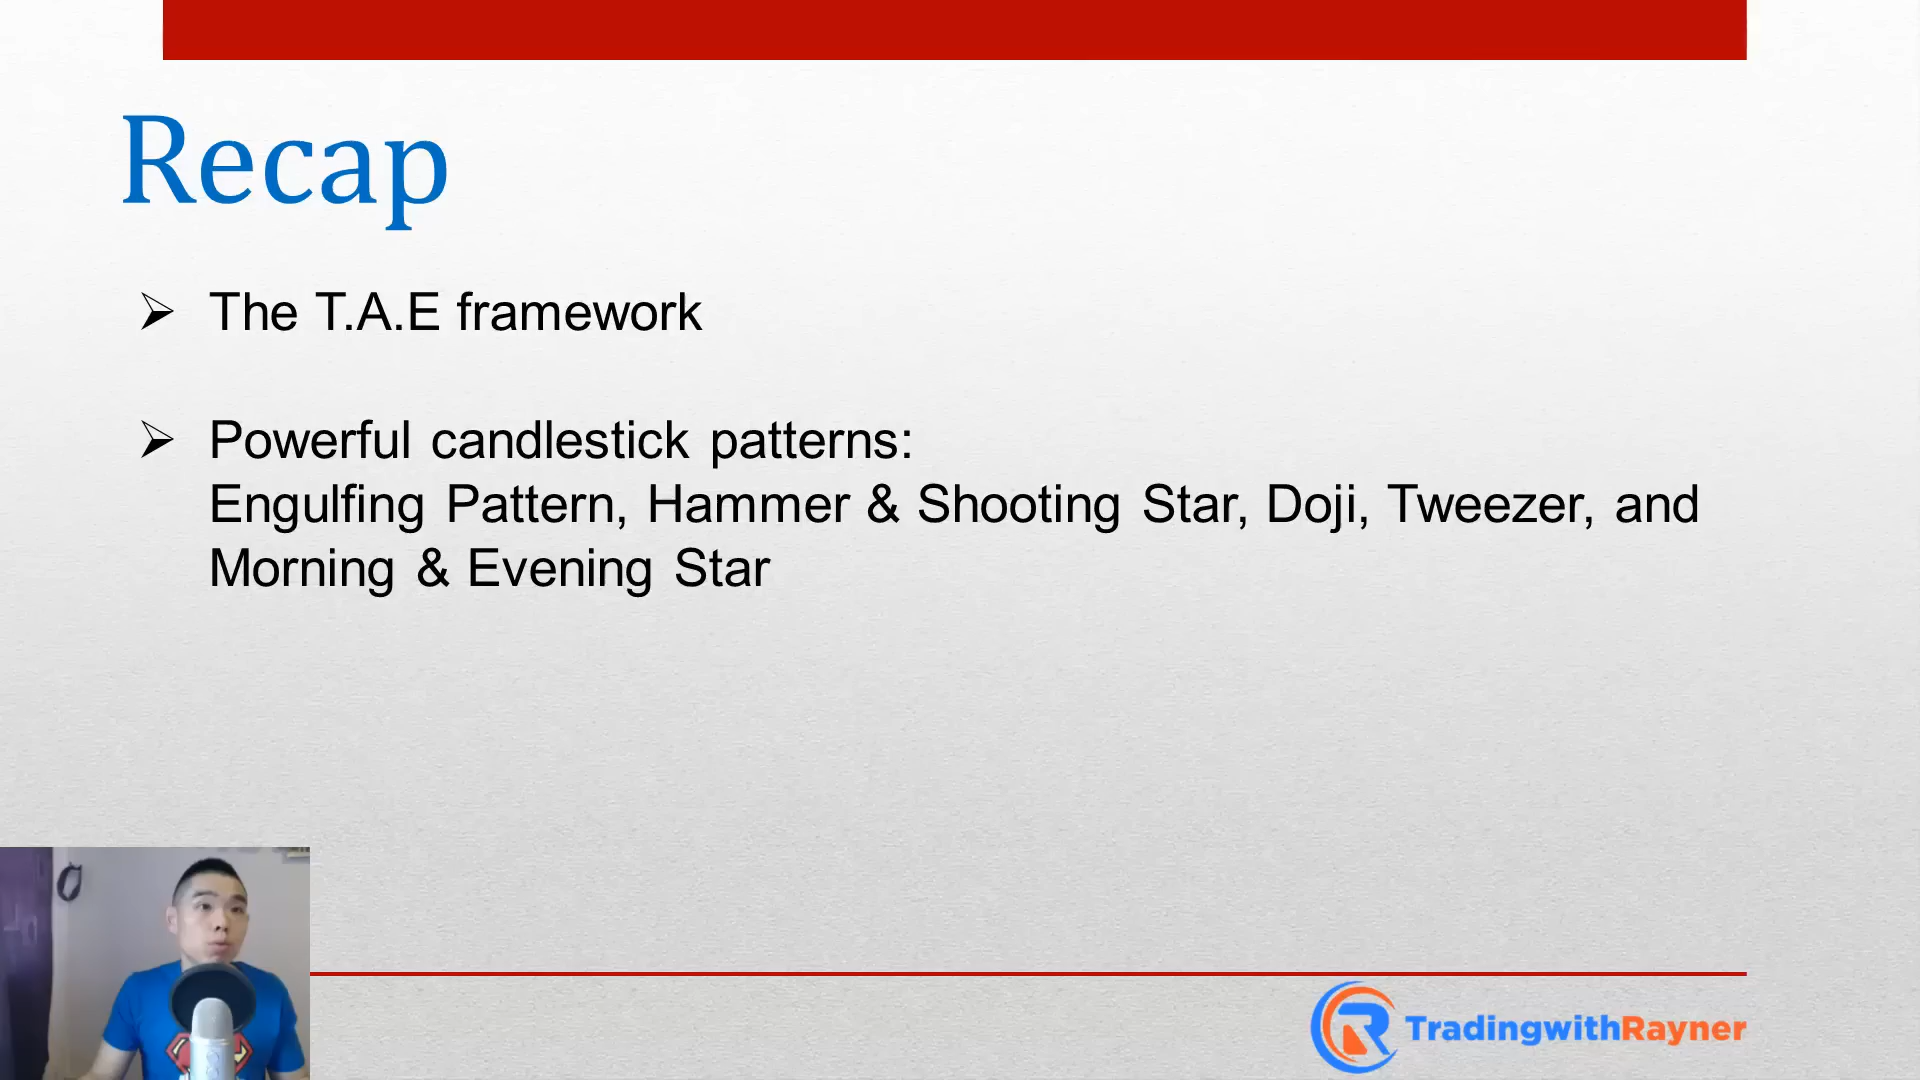 Recap
The T.A.E framework
Powerful candlestick patterns:
Engulfing Pattern, Hammer & Shooting Star, Doji, Tweezer, and
Morning & Evening Star
TradingwithRayner